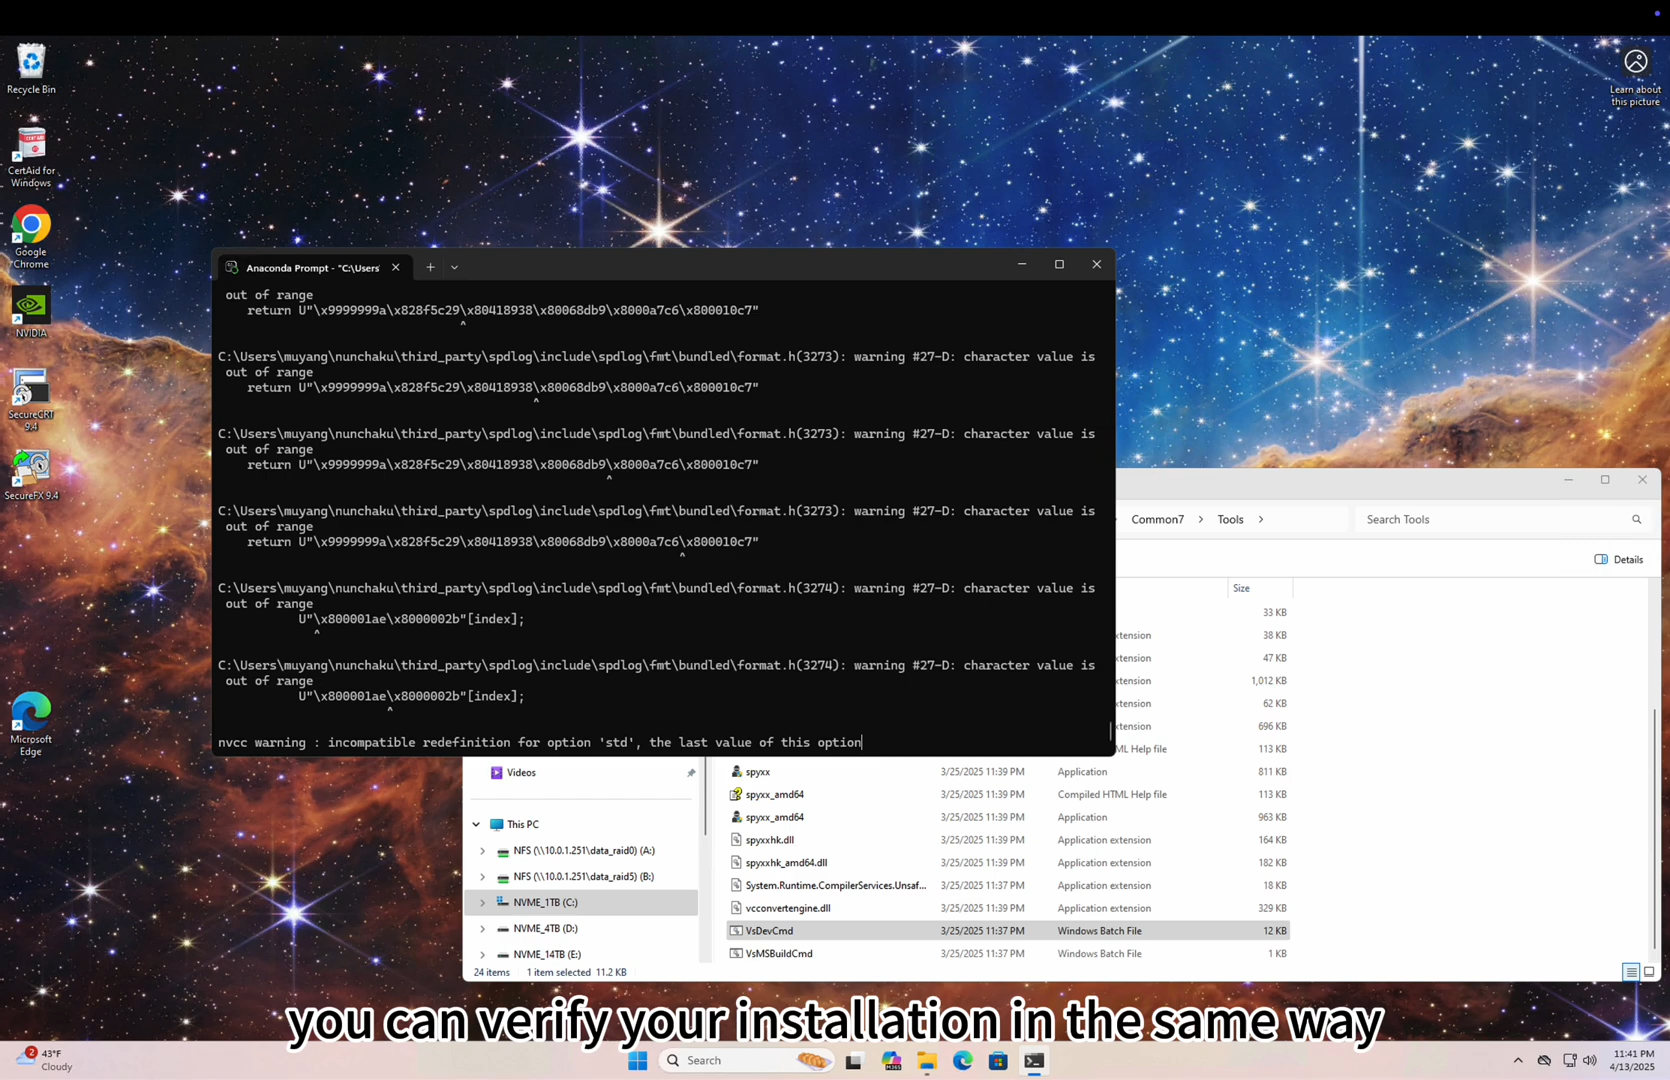 Recycle Bin
CertAid for
Windows
Google
Chrome
NVIDIA
SecureCRT
9.4
SecureFX 9.4
Microsoft
Edge
Learn about
this picture
Anaconda Prompt - "C:\Users\
out of range
return U"\x9999999a\x828f5c29\x80418938\x80068db9\x8000a7c6\x800010c7"
^
C:\Users\muyang\nunchaku\third_party\spdlog\include\spdlog\fmt\bundled\format.h(3273): warning #27-D: character value is
out of range
return U"\x9999999a\x828f5c29\x80418938\x80068db9\x8000a7c6\x800010c7"
^
C:\Users\muyang\nunchaku\third_party\spdlog\include\spdlog\fmt\bundled\format.h(3273): warning #27-D: character value is
out of range
return U"\x9999999a\x828f5c29\x80418938\x80068db9\x8000a7c6\x800010c7"
^
C:\Users\muyang\nunchaku\third_party\spdlog\include\spdlog\fmt\bundled\format.h(3273): warning #27-D: character value is
out of range
return U"\x9999999a\x828f5c29\x80418938\x80068db9\x8000a7c6\x800010c7"
^
C:\Users\muyang\nunchaku\third_party\spdlog\include\spdlog\fmt\bundled\format.h(3274): warning #27-D: character value is
out of range
U"\x800001ae\x8000002b"[index];
^
C:\Users\muyang\nunchaku\third_party\spdlog\include\spdlog\fmt\bundled\format.h(3274): warning #27-D: character value is
out of range
U"\x800001ae\x8000002b"[index];
^
nvcc warning : incompatible redefinition for option 'std', the last value of this option
Common7 > Tools > Search Tools
Details
Size
33 KB
xtension 38 KB
xtension 47 KB
xtension 1,012 KB
xtension 62 KB
xtension 696 KB
ML Help file 113 KB
spyxx 3/25/2025 11:39 PM Application 811 KB
spyxx_amd64 3/25/2025 11:39 PM Compiled HTML Help file 113 KB
spyxx_amd64 3/25/2025 11:39 PM Application 963 KB
spyxxhk.dll 3/25/2025 11:39 PM Application extension 164 KB
spyxxhk_amd64.dll 3/25/2025 11:39 PM Application extension 182 KB
System.Runtime.CompilerServices.Unsaf... 3/25/2025 11:37 PM Application extension 18 KB
vcconvertengine.dll 3/25/2025 11:39 PM Application extension 329 KB
VsDevCmd 3/25/2025 11:37 PM Windows Batch File 12 KB
VsMSBuildCmd 3/25/2025 11:37 PM Windows Batch File 1 KB
Videos
This PC
NFS (\\10.0.1.251\data_raid0) (A:)
NFS (\\10.0.1.251\data_raid5) (B:)
NVME_1TB (C:)
NVME_4TB (D:)
NVME_14TB (E:)
24 items 1 item selected 11.2 KB
you can verify your installation in the same way
2
43°F
Cloudy
Search
11:41 PM
4/13/2025